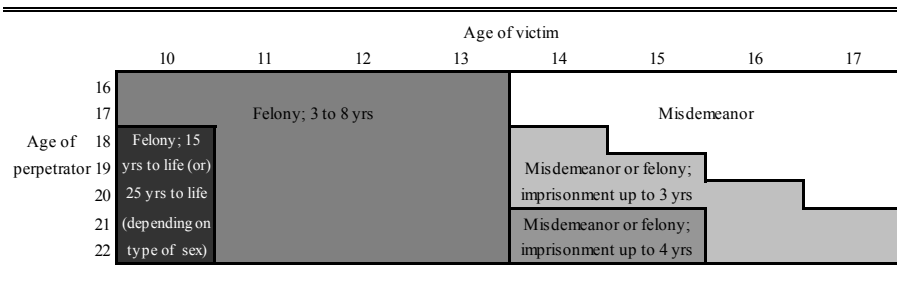 Age of victim
10 11 12 13 14 15 16 17
16
17 Felony; 3 to 8 yrs Misdemeanor
Age of 18 Felony; 15
perpetrator 19 yrs to life (or) Misdemeanor or felony;
20 25 yrs to life imprisonment up to 3 yrs
21 (depending on Misdemeanor or felony;
22 type of sex) imprisonment up to 4 yrs